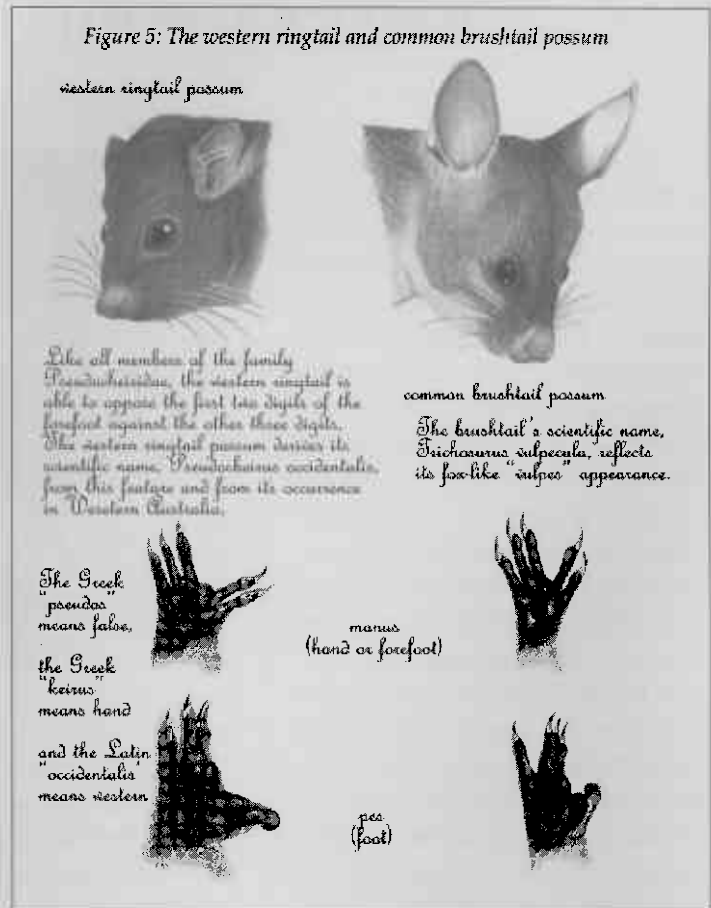 Figure 5: The western ringtail and common brushtail possum
western ringtail possum
Like all members of the family
Pseudocheiridae, the western ringtail is
able to oppose the first two digits of the
forefoot against the other three digits.
The western ringtail possum derives its
scientific name, Pseudocheirus occidentalis,
from this feature and from its occurrence
in Western Australia.
common brushtail possum
The brushtail's scientific name,
Trichosurus vulpecula, reflects
its fox-like "vulpes" appearance.
The Greek
"pseudos"
means false,
the Greek
"keirus"
means hand
and the Latin
"occidentalis"
means western
manus
(hand or forefoot)
pes
(foot)